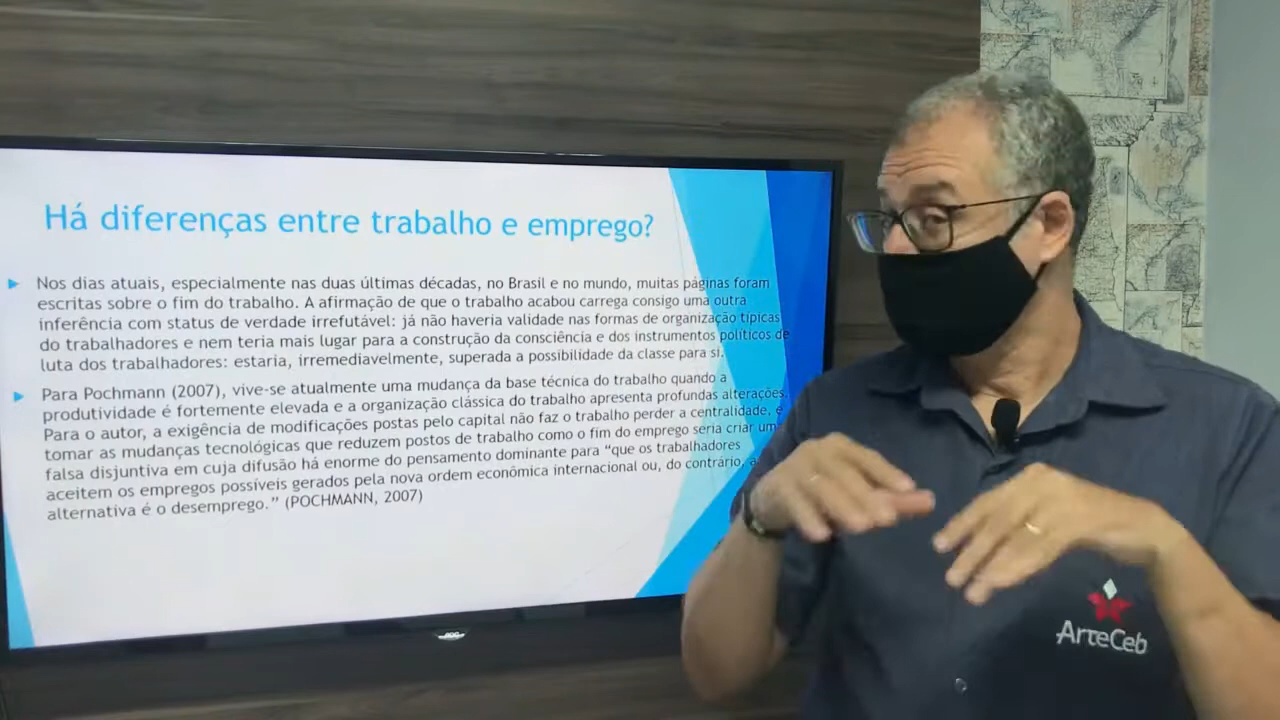 Há diferenças entre trabalho e emprego?
Nos dias atuais, especialmente nas duas últimas décadas, no Brasil e no mundo, muitas páginas foram
escritas sobre o fim do trabalho. A afirmação de que o trabalho acabou carrega consigo uma outra
inferência com status de verdade irrefutável: já não haveria validade nas formas de organização típicas
do trabalhadores e nem teria mais lugar para a construção da consciência e dos instrumentos políticos de
luta dos trabalhadores: estaria, irremediavelmente, superada a possibilidade da classe para si.
Para Pochmann (2007), vive-se atualmente uma mudança da base técnica do trabalho quando a
produtividade é fortemente elevada e a organização clássica do trabalho apresenta profundas alterações.
Para o autor, a exigência de modificações postas pelo capital não faz o trabalho perder a centralidade, e
tomar as mudanças tecnológicas que reduzem postos de trabalho como o fim do emprego seria criar
falsa disjuntiva em cuja difusão há enorme do pensamento dominante para “que os trabalhadores
aceitem os empregos possíveis gerados pela nova ordem econômica internacional ou, do contrário,
alternativa é o desemprego.” (POCHMANN, 2007)
AOC
ArteCeb